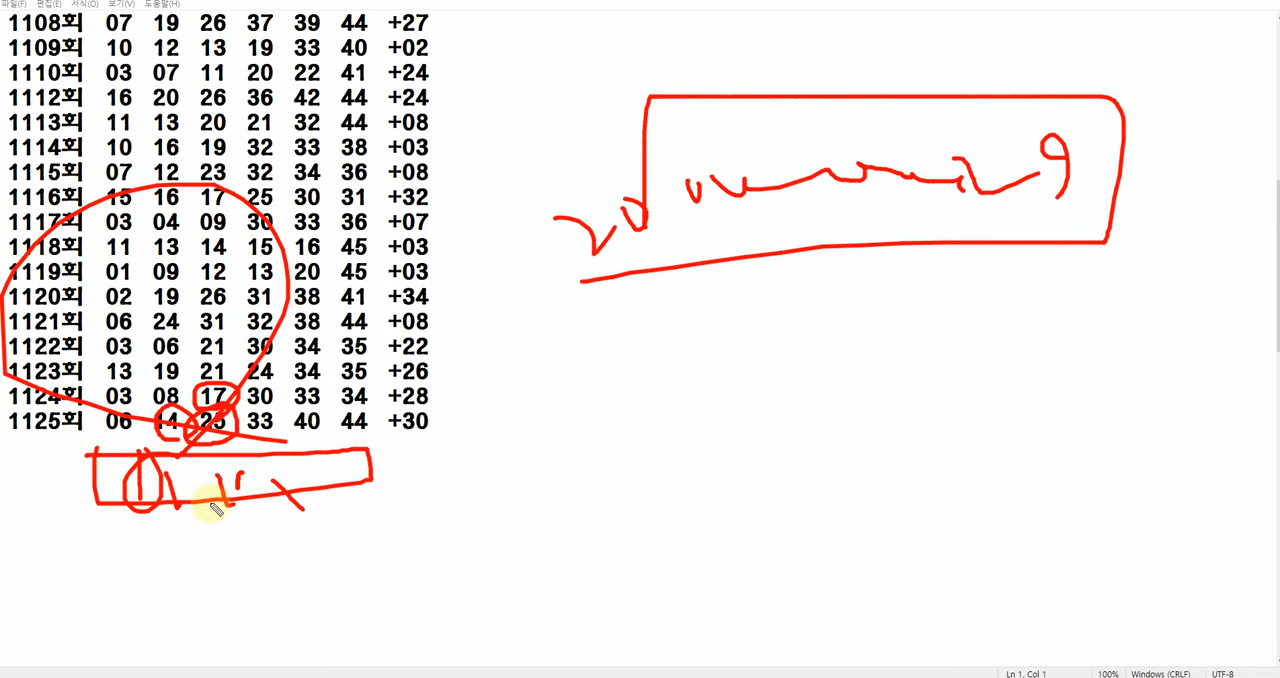 파일(F) 편집(E) 서식(O) 보기(V) 도움말(H)
1108회 07 19 26 37 39 44 +27
1109회 10 12 13 19 33 40 +02
1110회 03 07 11 20 22 41 +24
1112회 16 20 26 36 42 44 +24
1113회 11 13 20 21 32 44 +08
1114회 10 16 19 32 33 38 +03
1115회 07 12 23 32 34 36 +08
1116회 15 16 17 25 30 31 +32
1117회 03 04 09 30 33 36 +07
1118회 11 13 14 15 16 45 +03
1119회 01 09 12 13 20 45 +03
1120회 02 19 26 31 38 41 +34
1121회 06 24 31 32 38 44 +08
1122회 03 06 21 30 34 35 +22
1123회 13 19 21 24 34 35 +26
1124회 03 08 17 30 33 34 +28
1125회 06 14 25 33 40 44 +30
Ln 1, Col 1 100% Windows (CRLF) UTF-8